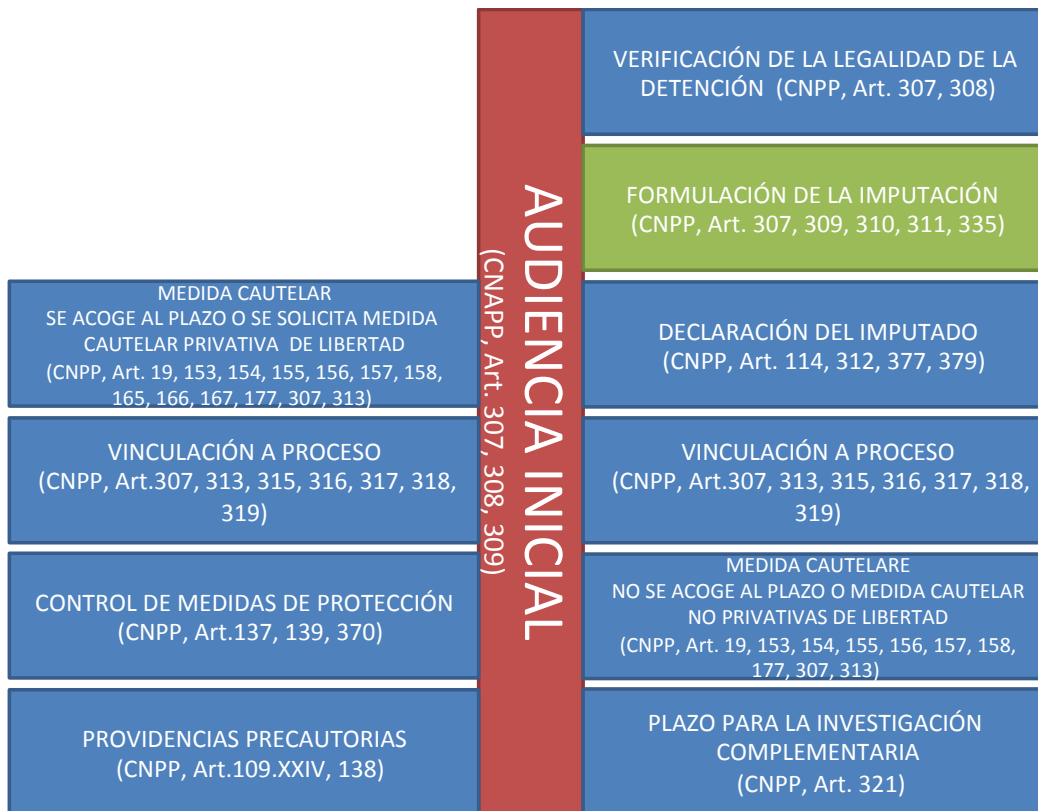 VERIFICACIÓN DE LA LEGALIDAD DE LA
DETENCIÓN (CNPP, Art. 307, 308)
FORMULACIÓN DE LA IMPUTACIÓN
(CNPP, Art. 307, 309, 310, 311, 335)
AUDIENCIA INICIAL
(CNAPP, Art. 307, 308, 309)
MEDIDA CAUTELAR
SE ACOGE AL PLAZO O SE SOLICITA MEDIDA
CAUTELAR PRIVATIVA DE LIBERTAD
(CNPP, Art. 19, 153, 154, 155, 156, 157, 158,
165, 166, 167, 177, 307, 313)
DECLARACIÓN DEL IMPUTADO
(CNPP, Art. 114, 312, 377, 379)
VINCULACIÓN A PROCESO
(CNPP, Art.307, 313, 315, 316, 317, 318,
319)
VINCULACIÓN A PROCESO
(CNPP, Art.307, 313, 315, 316, 317, 318,
319)
CONTROL DE MEDIDAS DE PROTECCIÓN
(CNPP, Art.137, 139, 370)
MEDIDA CAUTELARE
NO SE ACOGE AL PLAZO O MEDIDA CAUTELAR
NO PRIVATIVAS DE LIBERTAD
(CNPP, Art. 19, 153, 154, 155, 156, 157, 158,
177, 307, 313)
PROVIDENCIAS PRECAUTORIAS
(CNPP, Art.109.XXIV, 138)
PLAZO PARA LA INVESTIGACIÓN
COMPLEMENTARIA
(CNPP, Art. 321)